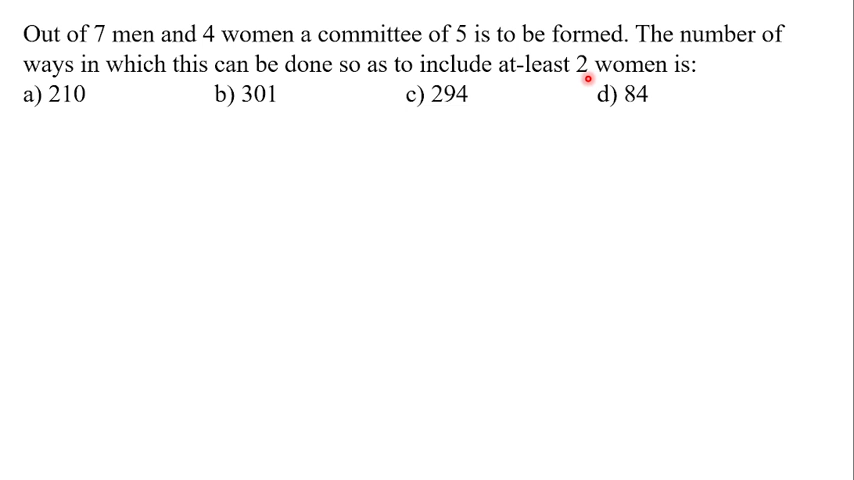 Out of 7 men and 4 women a committee of 5 is to be formed. The number of
ways in which this can be done so as to include at-least 2 women is:
a) 210 b) 301 c) 294 d) 84